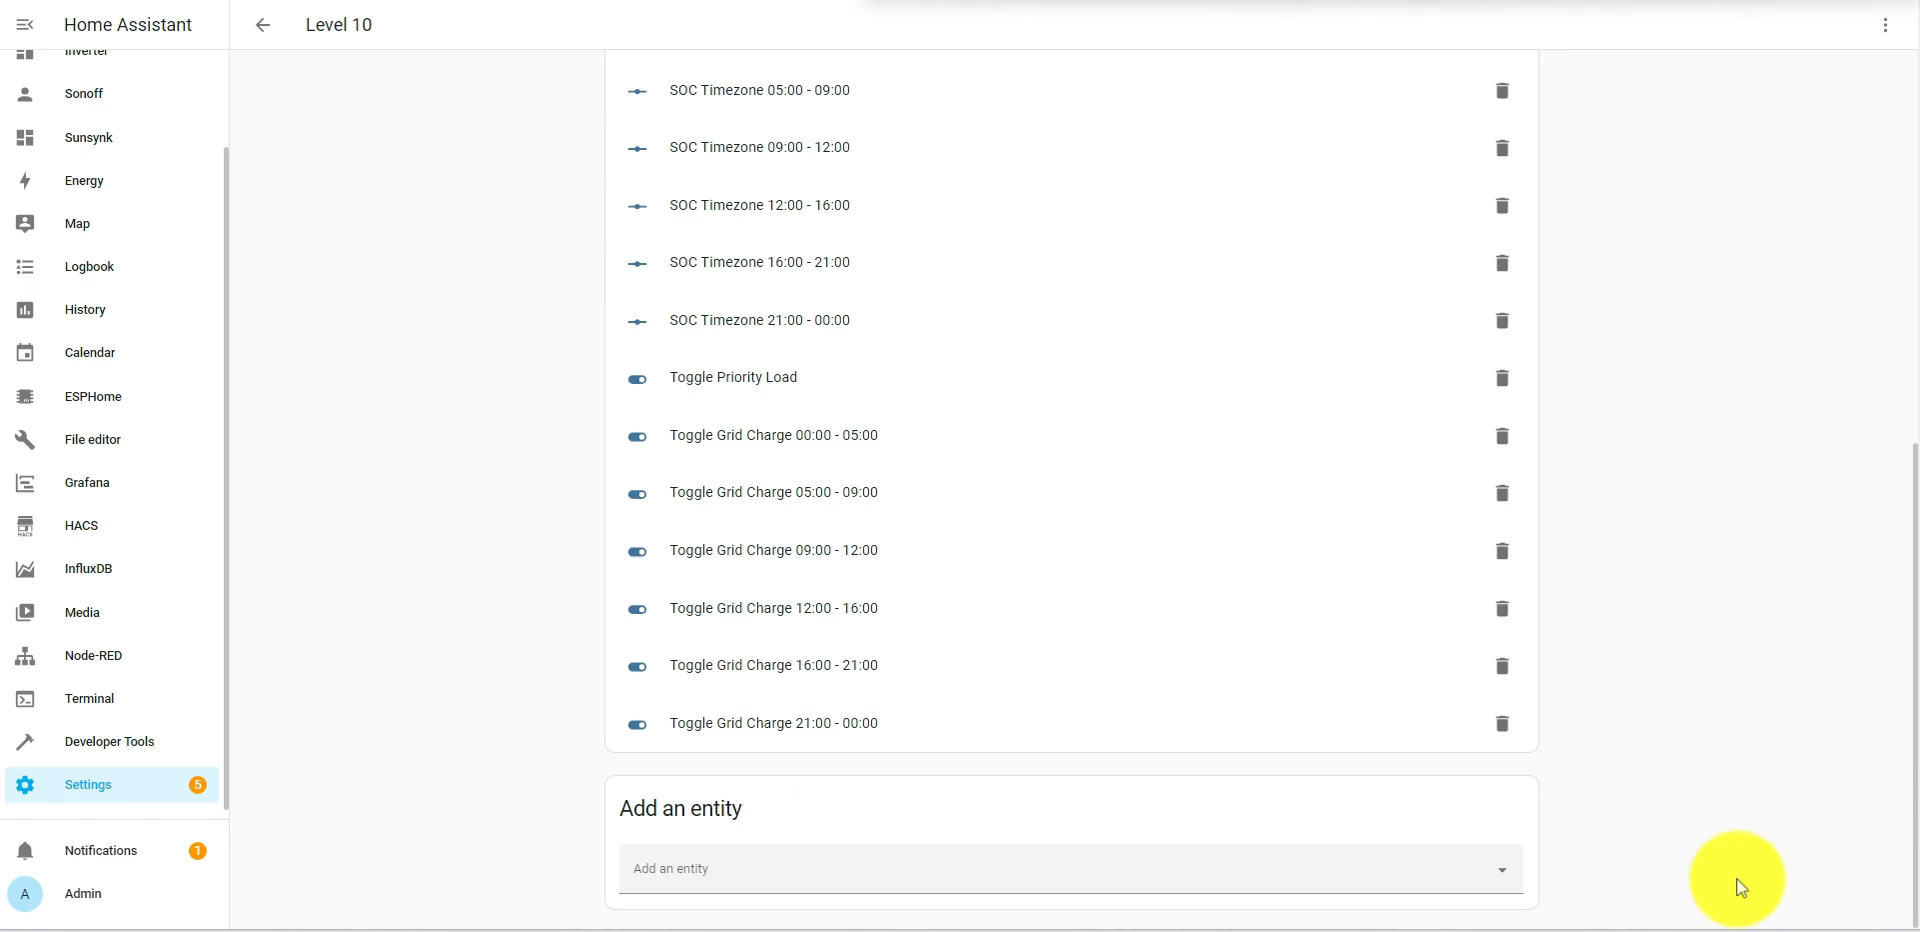 Home Assistant
Level 10
Inverter
Sonoff
Sunsynk
Energy
Map
Logbook
History
Calendar
ESPHome
File editor
Grafana
HACS
HACS
InfluxDB
Media
Node-RED
Terminal
Developer Tools
Settings
5
Notifications
1
A
Admin
SOC Timezone 05:00 - 09:00
SOC Timezone 09:00 - 12:00
SOC Timezone 12:00 - 16:00
SOC Timezone 16:00 - 21:00
SOC Timezone 21:00 - 00:00
Toggle Priority Load
Toggle Grid Charge 00:00 - 05:00
Toggle Grid Charge 05:00 - 09:00
Toggle Grid Charge 09:00 - 12:00
Toggle Grid Charge 12:00 - 16:00
Toggle Grid Charge 16:00 - 21:00
Toggle Grid Charge 21:00 - 00:00
Add an entity
Add an entity